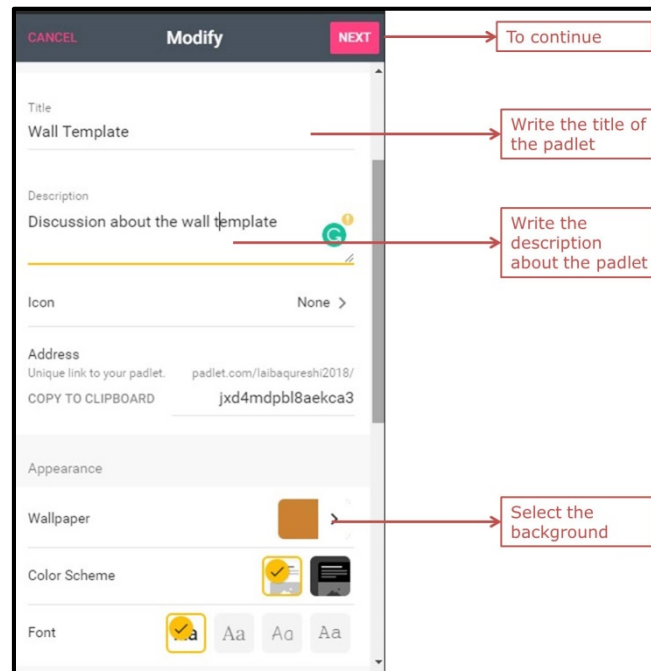 CANCEL Modify NEXT
To continue
Title
Wall Template
Write the title of
the padlet
Description
Discussion about the wall template
Write the
description
about the padlet
Icon None >
Address
Unique link to your padlet. padlet.com/laibaqureshi2018/
COPY TO CLIPBOARD jxd4mdpbl8aekca3
Appearance
Wallpaper >
Select the
background
Color Scheme
Font Aa Aa Aa